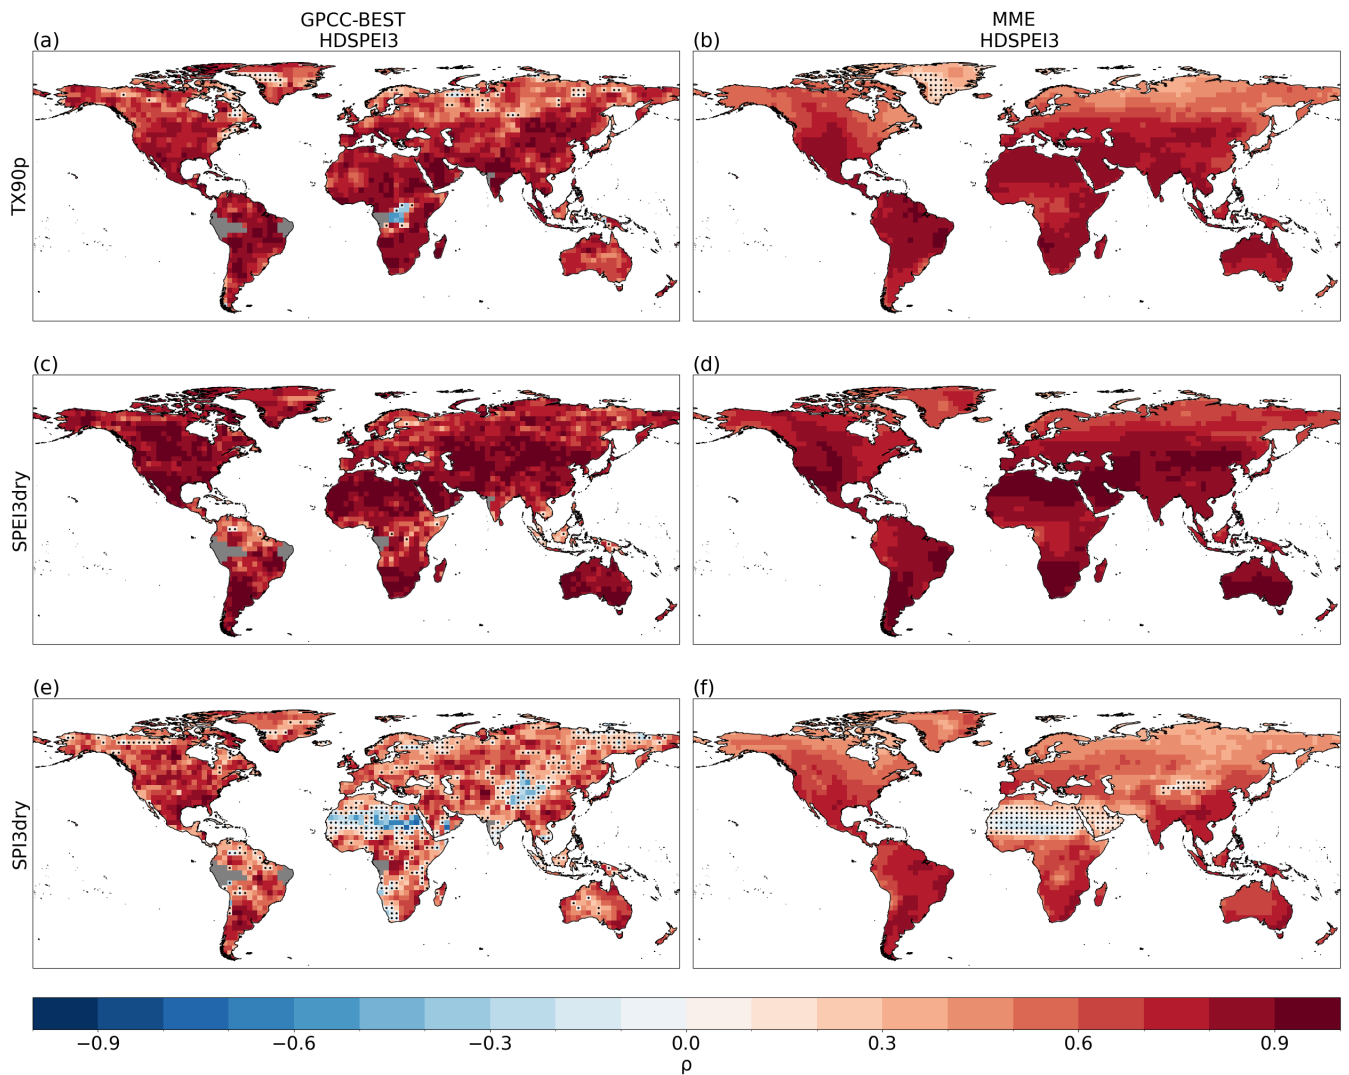 GPCC-BEST
HDSPEI3
MME
HDSPEI3
(a)
(b)
TX90p
(c)
(d)
SPEI3dry
(e)
(f)
SPI3dry
−0.9
−0.6
−0.3
0.0
0.3
0.6
0.9
ρ